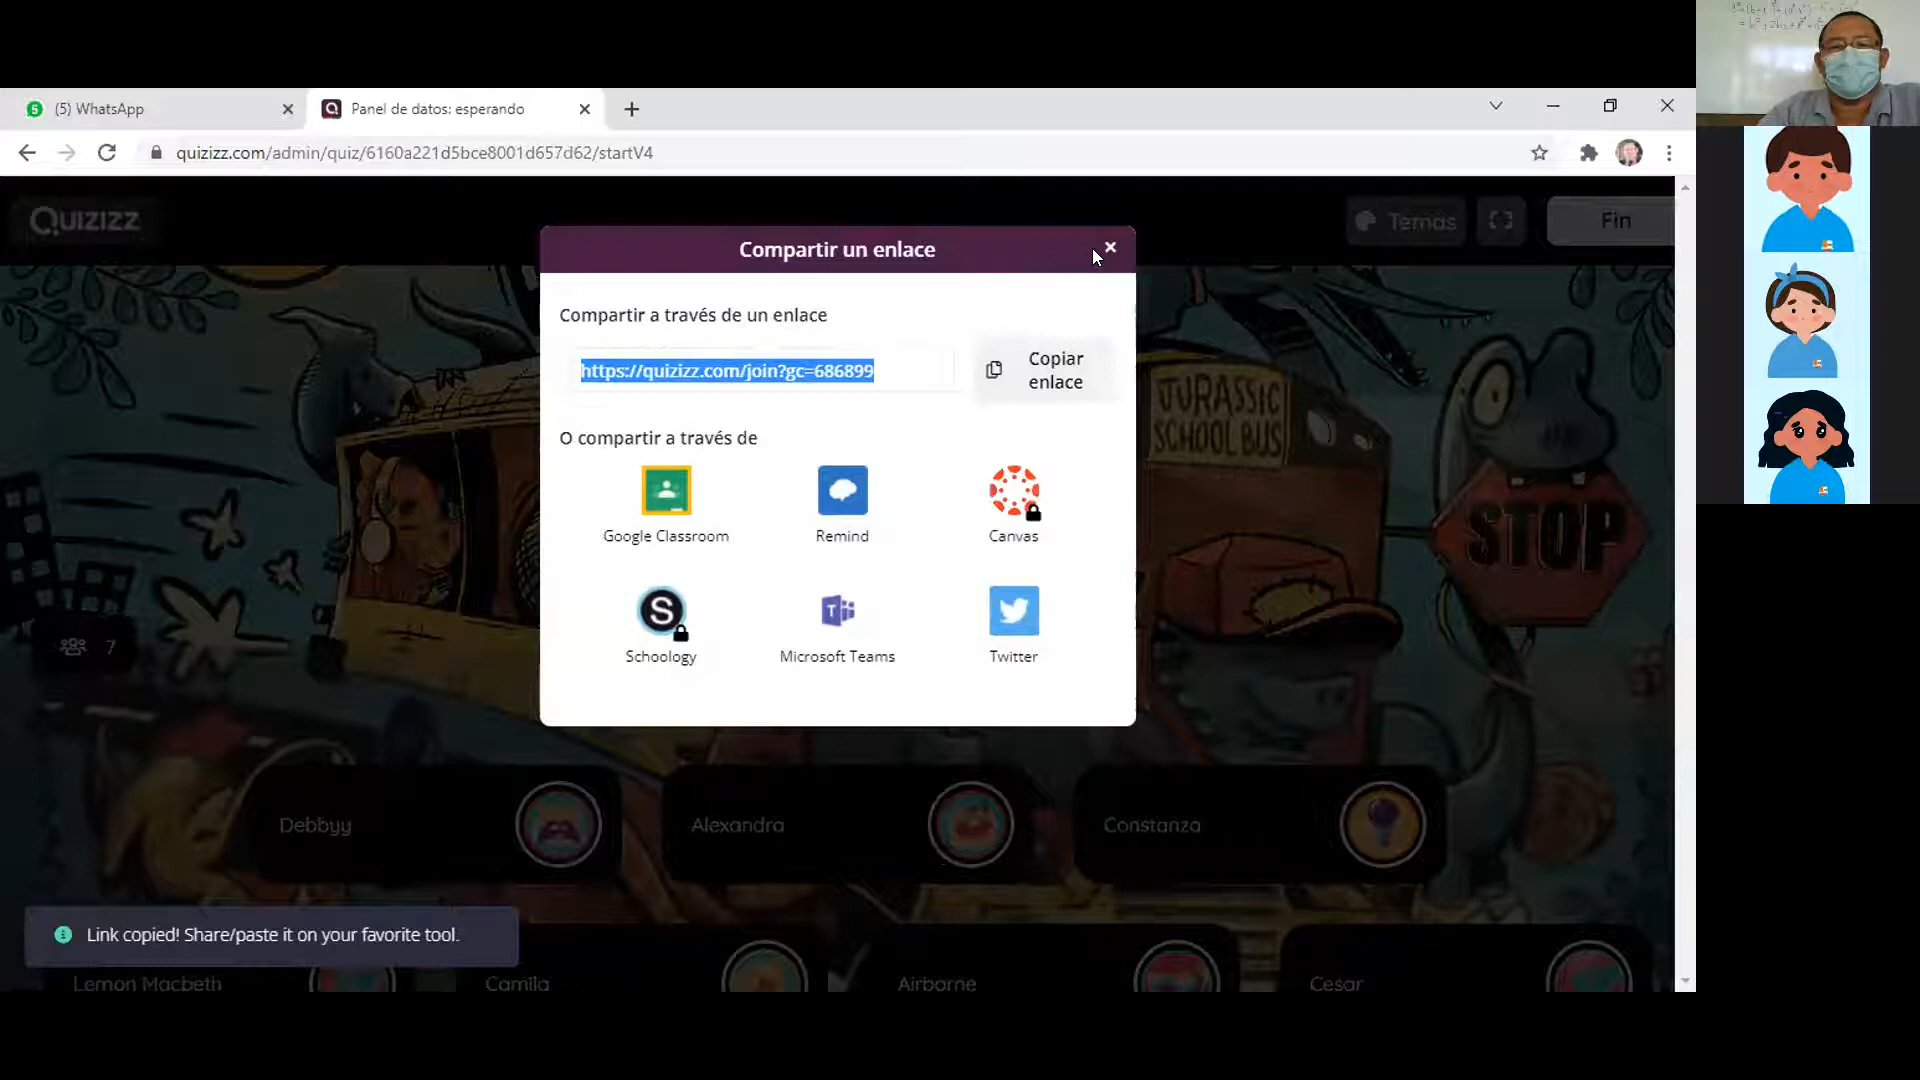 (5) WhatsApp
Panel de datos: esperando
quizizz.com/admin/quiz/6160a221d5bce8001d657d62/startV4
QUIZIZZ
Temas
Fin
Compartir un enlace
Compartir a través de un enlace
https://quizizz.com/join?gc=686899
Copiar
enlace
O compartir a través de
Google Classroom
Remind
Canvas
Schoology
Microsoft Teams
Twitter
JURASSIC
SCHOOL BUS
STOP
7
Debbyy
Alexandra
Constanza
Link copied! Share/paste it on your favorite tool.
Lemon Macbeth
Camila
Airborne
Cesar